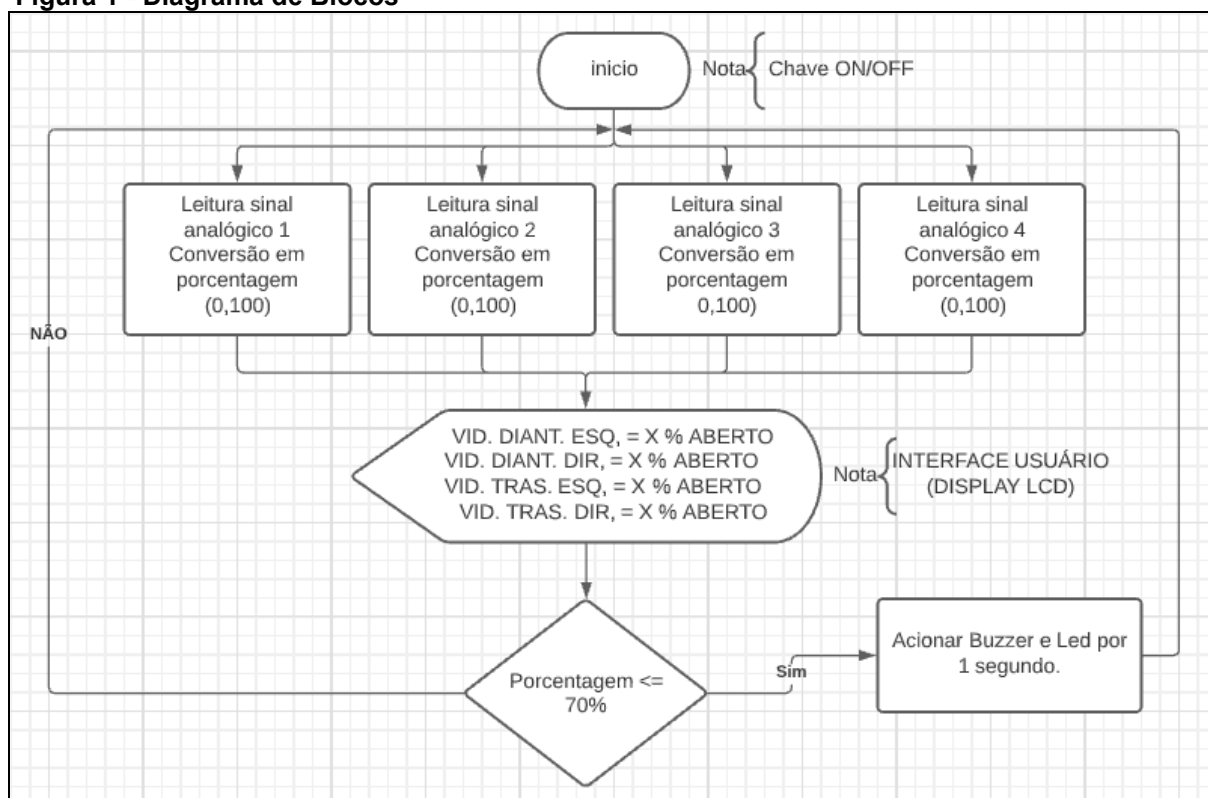 Figura 1 - Diagrama de Blocos
inicio
Nota
Chave ON/OFF
Leitura sinal
analógico 1
Conversão em
porcentagem
(0,100)
Leitura sinal
analógico 2
Conversão em
porcentagem
(0,100)
Leitura sinal
analógico 3
Conversão em
porcentagem
0,100)
Leitura sinal
analógico 4
Conversão em
porcentagem
(0,100)
NÃO
VID. DIANT. ESQ, = X % ABERTO
VID. DIANT. DIR, = X % ABERTO
VID. TRAS. ESQ, = X % ABERTO
VID. TRAS. DIR, = X % ABERTO
Nota
INTERFACE USUÁRIO
(DISPLAY LCD)
Porcentagem <=
70%
Sim
Acionar Buzzer e Led por
1 segundo.